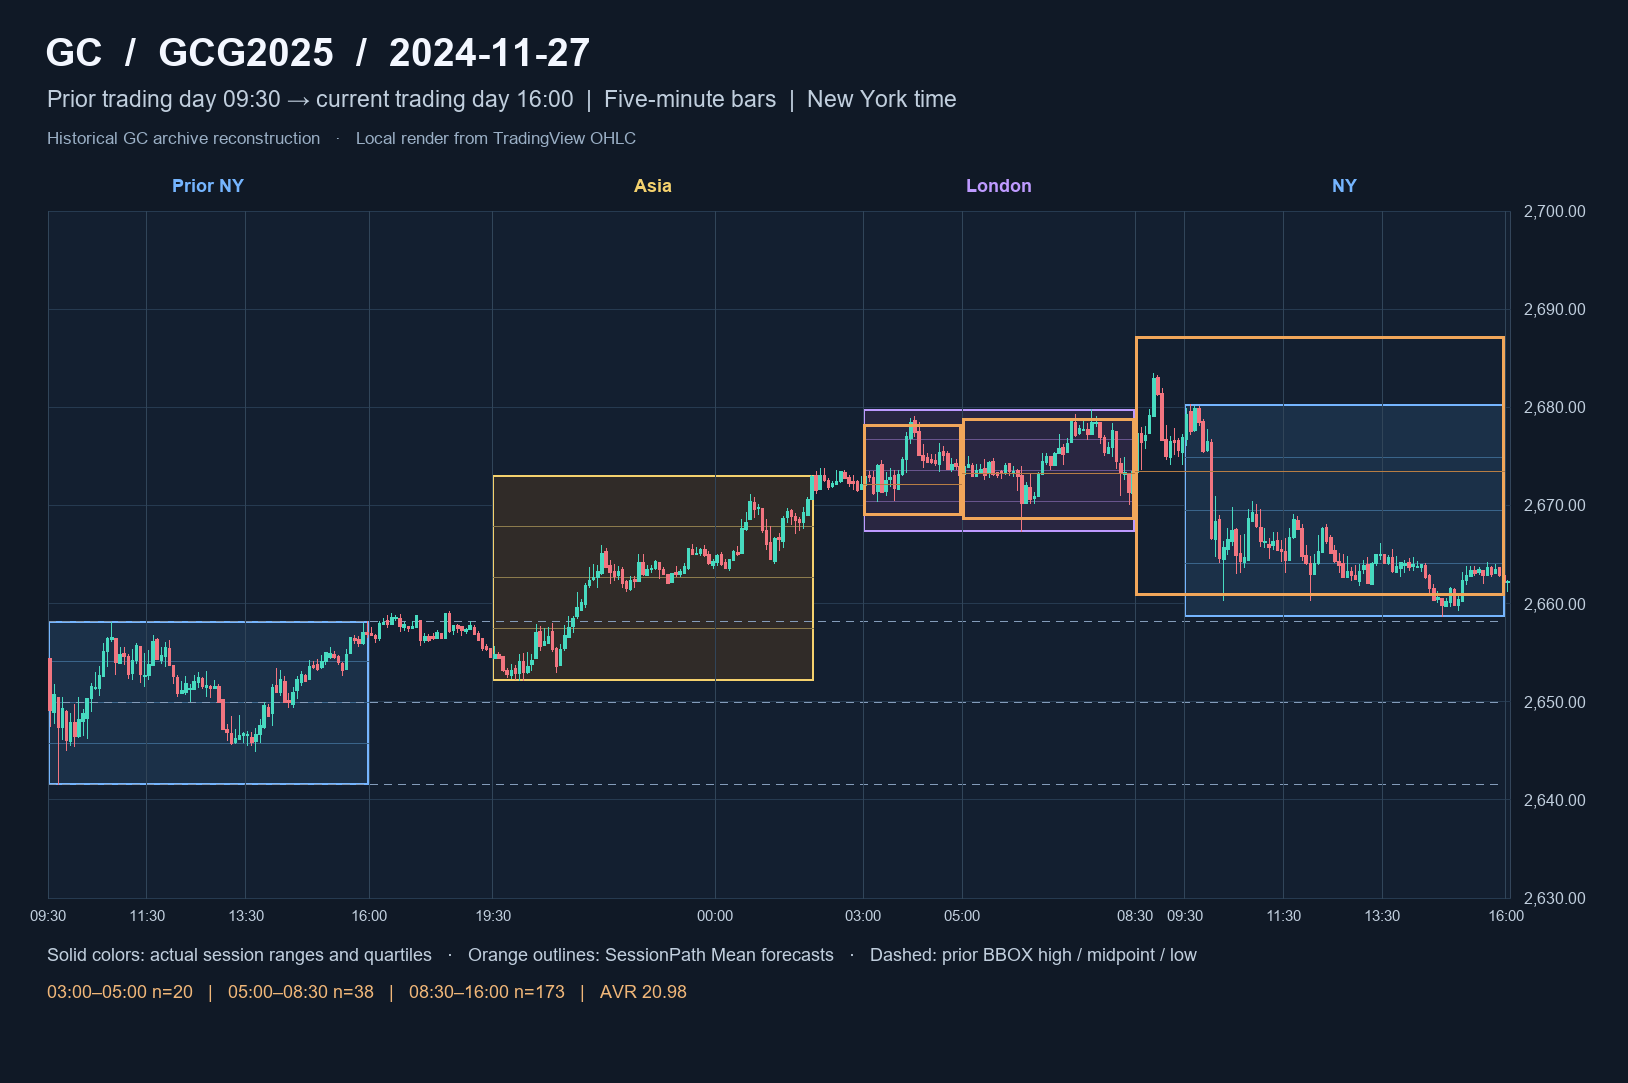 GC / GCG2025 / 2024-11-27
Prior trading day 09:30 → current trading day 16:00 | Five-minute bars | New York time
Historical GC archive reconstruction · Local render from TradingView OHLC
Prior NY Asia London NY
2,700.00
2,690.00
2,680.00
2,670.00
2,660.00
2,650.00
2,640.00
2,630.00
09:30 11:30 13:30 16:00 19:30 00:00 03:00 05:00 08:30 09:30 11:30 13:30 16:00
Solid colors: actual session ranges and quartiles · Orange outlines: SessionPath Mean forecasts · Dashed: prior BBOX high / midpoint / low
03:00–05:00 n=20 | 05:00–08:30 n=38 | 08:30–16:00 n=173 | AVR 20.98